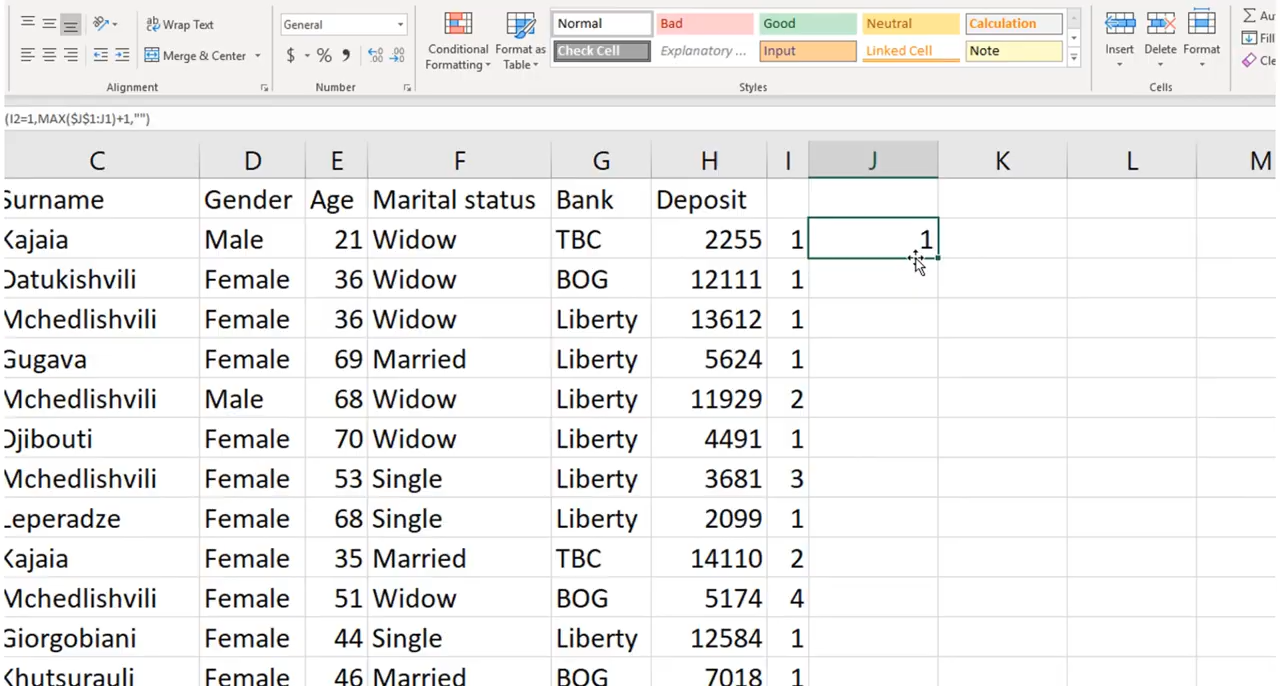 ab Wrap Text
General
Merge & Center
$ % ,
Conditional Formatting
Format as Table
Normal Bad Good Neutral Calculation
Check Cell Explanatory ... Input Linked Cell Note
Insert Delete Format
Σ Au
Fill
Cle
Alignment Number Styles Cells
(I2=1,MAX($J$1:J1)+1,"")
C D E F G H I J K L M
Surname Gender Age Marital status Bank Deposit
Kajaia Male 21 Widow TBC 2255 1 1
Datukishvili Female 36 Widow BOG 12111 1
Mchedlishvili Female 36 Widow Liberty 13612 1
Gugava Female 69 Married Liberty 5624 1
Mchedlishvili Male 68 Widow Liberty 11929 2
Djibouti Female 70 Widow Liberty 4491 1
Mchedlishvili Female 53 Single Liberty 3681 3
Leperadze Female 68 Single Liberty 2099 1
Kajaia Female 35 Married TBC 14110 2
Mchedlishvili Female 51 Widow BOG 5174 4
Giorgobiani Female 44 Single Liberty 12584 1
Khutsurauli Female 46 Married BOG 7018 1